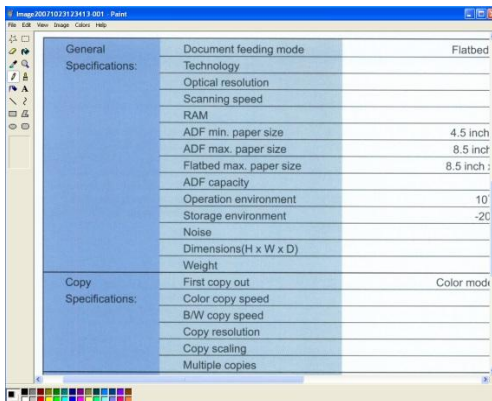 Image20071023123413-001 - Paint
File Edit View Image Colors Help
General Document feeding mode Flatbed
Specifications: Technology
Optical resolution
Scanning speed
RAM
ADF min. paper size 4.5 inch
ADF max. paper size 8.5 inch
Flatbed max. paper size 8.5 inch
ADF capacity
Operation environment 10
Storage environment -20
Noise
Dimensions(H x W x D)
Weight
Copy First copy out Color mode
Specifications: Color copy speed
B/W copy speed
Copy resolution
Copy scaling
Multiple copies